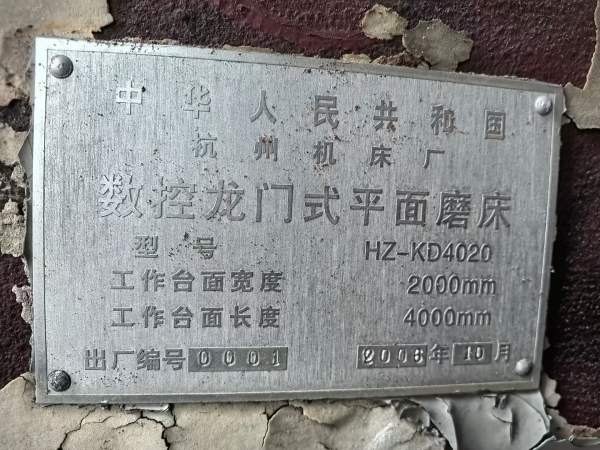 中华人民共和国
杭州机床厂
数控龙门式平面磨床
型号 HZ-KD4020
工作台面宽度 2000mm
工作台面长度 4000mm
出厂编号 0001 2006年10月